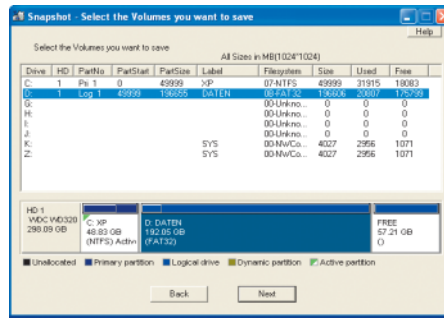 Snapshot - Select the Volumes you want to save
Help
Select the Volumes you want to save
All Sizes in MB(1024*1024)
Drive HD PartNo PartStart PartSize Label Filesystem Size Used Free
C: 1 Pri 1 0 49999 XP 07-NTFS 49999 31915 18083
D: 1 Log 1 49999 196655 DATEN 08-FAT32 196606 20807 175799
G: 00-Unkno... 0 0 0
H: 00-Unkno... 0 0 0
I: 00-Unkno... 0 0 0
J: 00-Unkno... 0 0 0
K: SYS 00-NWCo... 4027 2956 1071
Z: SYS 00-NWCo... 4027 2956 1071
HD 1
WDC WD320
298.09 GB
C: XP
48.83 GB
(NTFS) Active
D: DATEN
192.05 GB
(FAT32)
FREE
57.21 GB
()
Unallocated Primary partition Logical drive Dynamic partition Active partition
Back Next